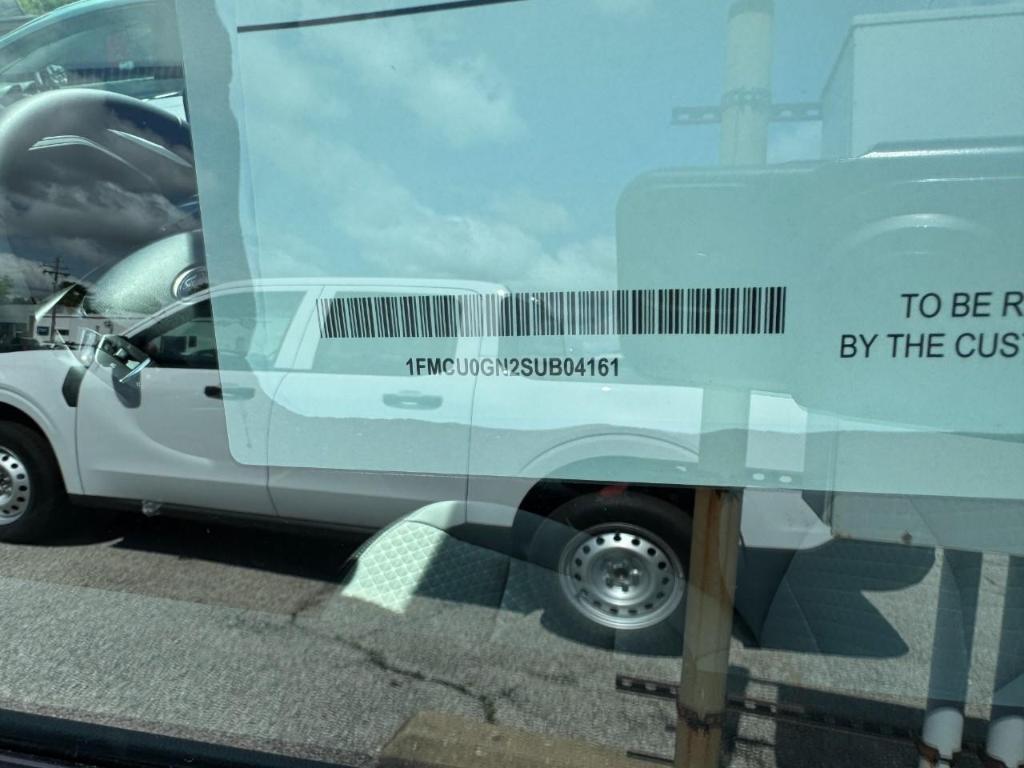 1FMCU0GN2SUB04161
TO BE R
BY THE CUS